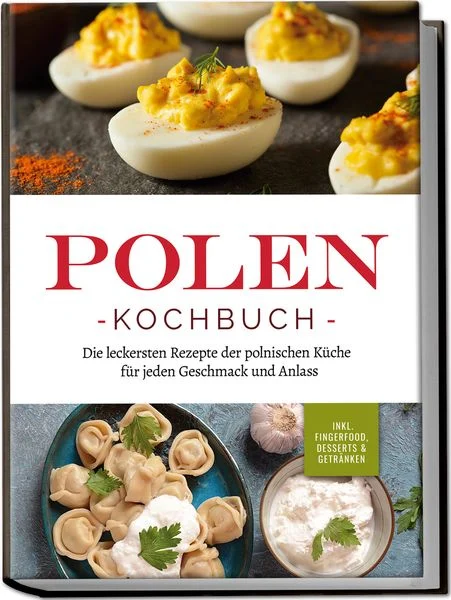 POLEN
- KOCHBUCH -
Die leckersten Rezepte der polnischen Küche
für jeden Geschmack und Anlass
INKL.
FINGERFOOD,
DESSERTS &
GETRÄNKEN